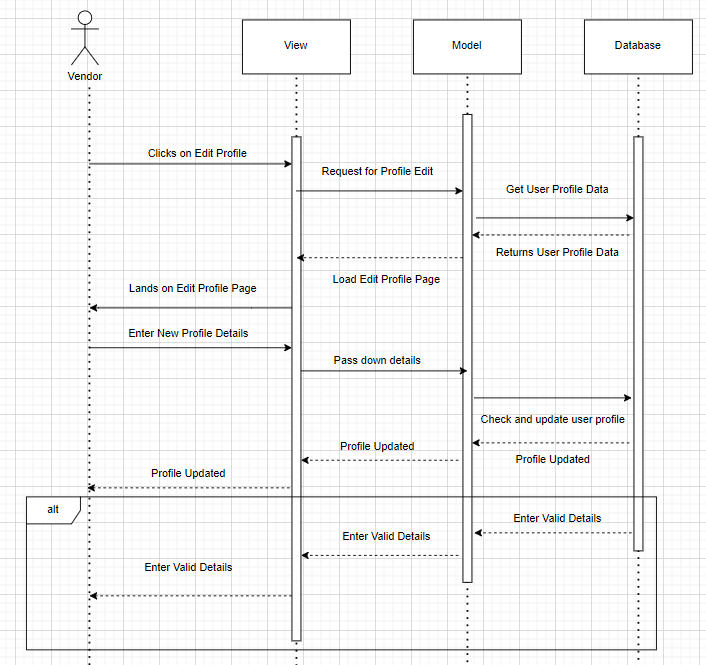 Vendor
View
Model
Database
Clicks on Edit Profile
Request for Profile Edit
Get User Profile Data
Returns User Profile Data
Load Edit Profile Page
Lands on Edit Profile Page
Enter New Profile Details
Pass down details
Check and update user profile
Profile Updated
Profile Updated
Profile Updated
alt
Enter Valid Details
Enter Valid Details
Enter Valid Details